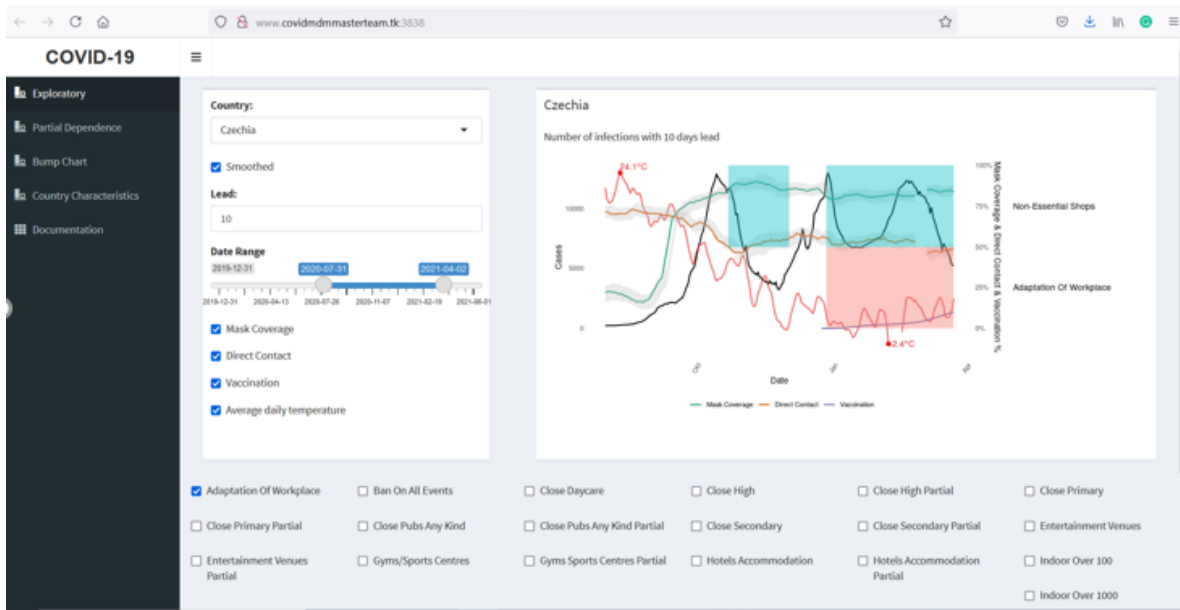 www.covidmdmmasterteam.tk:3838
COVID-19
Exploratory
Partial Dependence
Bump Chart
Country Characteristics
Documentation
Country:
Czechia
Smoothed
Lead:
10
Date Range
2019-12-31
2020-07-31
2021-04-02
2019-12-31 2020-04-13 2020-07-26 2020-11-07 2021-02-19 2021-06-01
Mask Coverage
Direct Contact
Vaccination
Average daily temperature
Czechia
Number of infections with 10 days lead
24.1°C
-2.4°C
10000
5000
0
Cases
100%
75%
50%
25%
0%
Mask Coverage & Direct Contact & Vaccination %
Non-Essential Shops
Adaptation Of Workplace
Jan
Apr
Date
Mask Coverage Direct Contact Vaccination
Adaptation Of Workplace Ban On All Events Close Daycare Close High Close High Partial Close Primary
Close Primary Partial Close Pubs Any Kind Close Pubs Any Kind Partial Close Secondary Close Secondary Partial Entertainment Venues
Entertainment Venues Partial
Gyms/Sports Centres Gyms Sports Centres Partial Hotels Accommodation
Hotels Accommodation Partial
Indoor Over 100
Indoor Over 1000